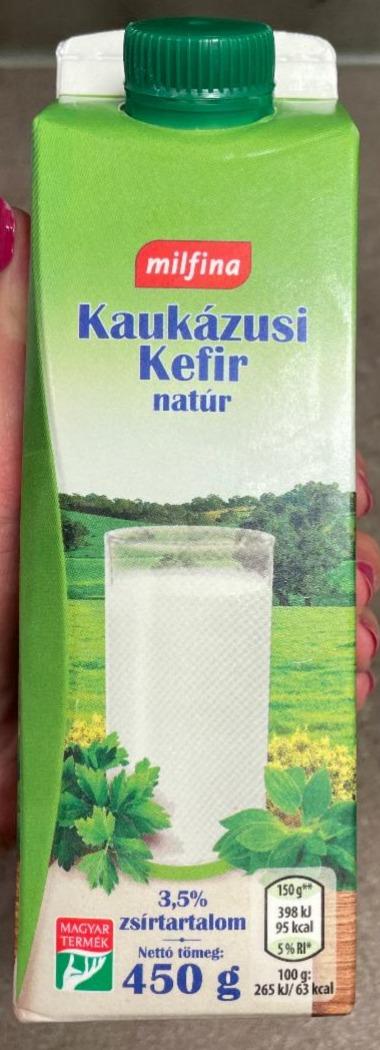 milfina
Kaukázusi
Kefir
natúr
3,5%
zsírtartalom
Nettó tömeg:
450 g
MAGYAR
TERMÉK
150 g**
398 kJ
95 kcal
5% RI*
100 g:
265 kJ/ 63 kcal